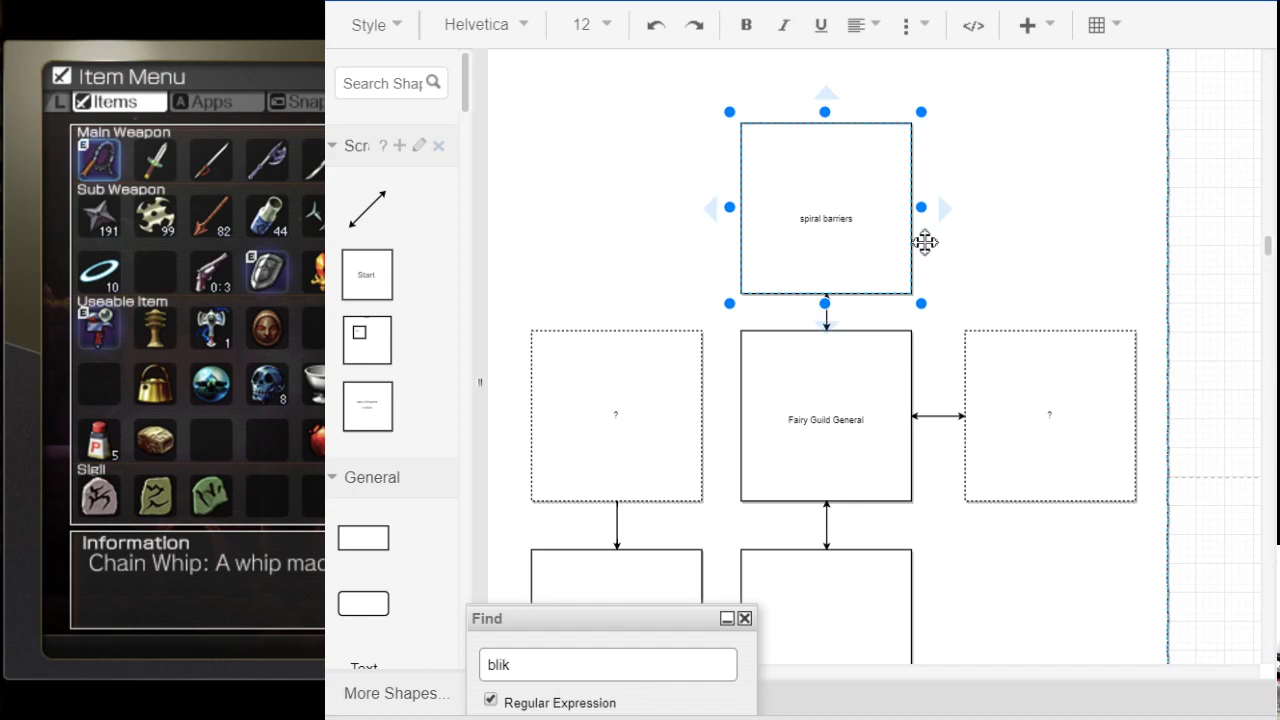 Item Menu
L Items A Apps Snap
Main Weapon
E
Sub Weapon
191 99 82 44
10 0:3 E
Useable Item
E 1
8
P 5
Sigil
Information
Chain Whip: A whip mad
Style Helvetica 12 B I U </>
Search Shap
Scra ?
Start
General
Text
More Shapes...
spiral barriers
? Fairy Guild General ?
Find
blik
Regular Expression